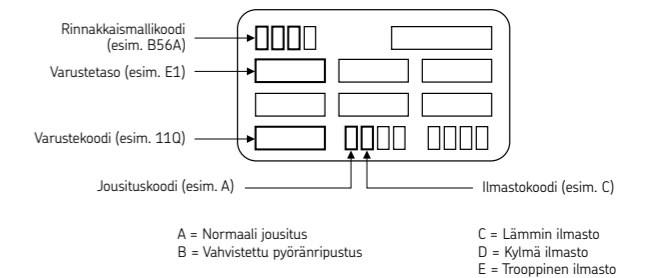 Rinnakkaismallikoodi
(esim. B56A)
Varustetaso (esim. E1)
Varustekoodi (esim. 11Q)
Jousituskoodi (esim. A)
Ilmastokoodi (esim. C)
A = Normaali jousitus
B = Vahvistettu pyöränripustus
C = Lämmin ilmasto
D = Kylmä ilmasto
E = Trooppinen ilmasto